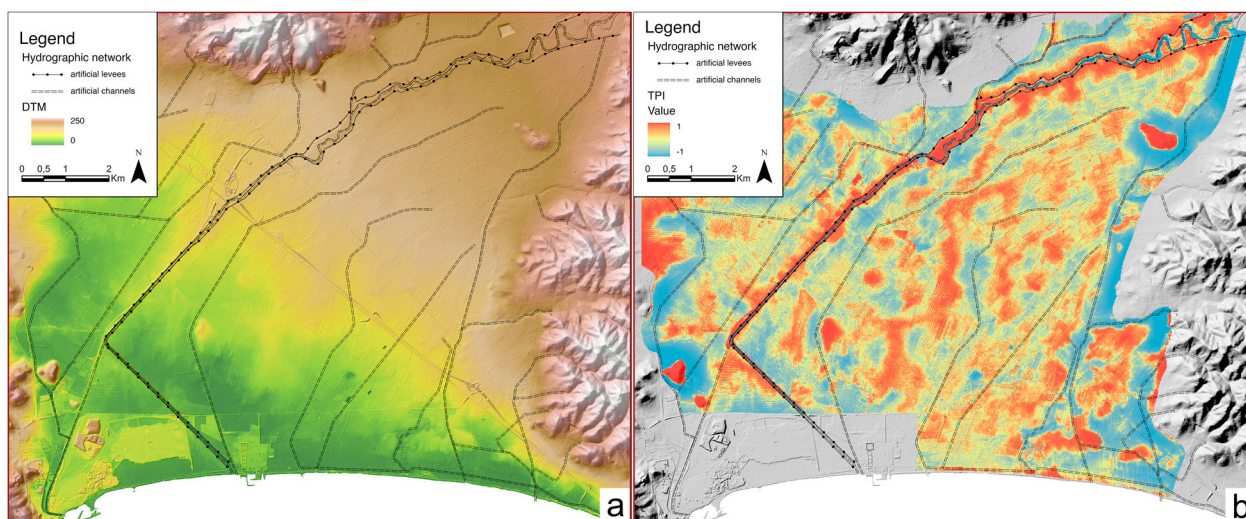 Legend
Hydrographic network
artificial levees
artificial channels
DTM
250
0
0 0,5 1 2
Km
N
a
Legend
Hydrographic network
artificial levees
artificial channels
TPI
Value
1
-1
0 0,5 1 2
Km
N
b